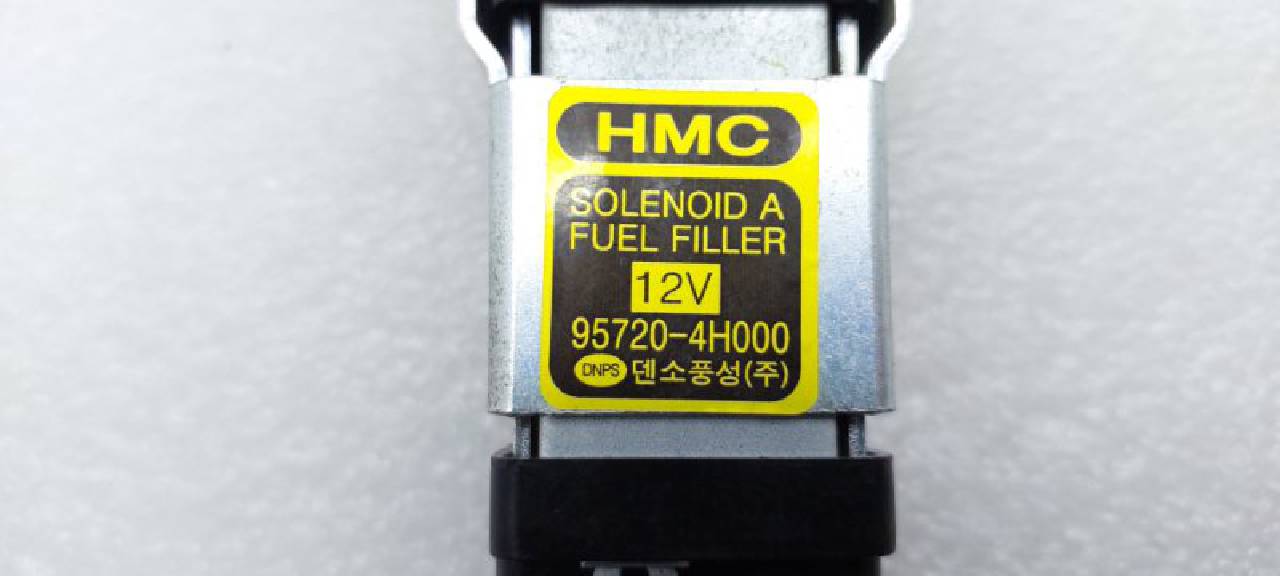 HMC
SOLENOID A
FUEL FILLER
12V
95720-4H000
DNPS 덴소풍성(주)